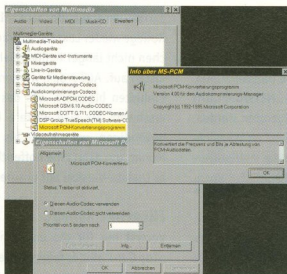 Eigenschaften von Multimedia
Audio Video MIDI Musik-CD Erweitert
Multimedia-Geräte:
Multimedia-Treiber
Audiogeräte
MIDI-Geräte und -Instrumente
Mixergeräte
Line-In-Geräte
Geräte für Mediensteuerung
Videokomprimierungs-Codecs
Audiokomprimierungs-Codecs
Microsoft ADPCM CODEC
Microsoft GSM 6.10 Audio-CODEC
Microsoft CCITT G.711
DSP Group TrueSpeech(TM) Software-CO
Microsoft PCM-Konvertierungsprogramm
Videoaufnahmegeräte
Info über MS-PCM
Microsoft PCM-Konvertierungsprogramm
Version 4.00 für den Audiokomprimierungs-Manager
Copyright (c) 1992-1995 Microsoft Corporation
Konvertiert die Frequenz und Bits je Abtastung von
PCM-Audiodaten.
OK
Eigenschaften von Microsoft P
Allgemein
Microsoft PCM-Konvertieru
Status: Treiber ist aktiviert.
Diesen Audio-Codec verwenden
Diesen Audio-Codec nicht verwenden
Priorität von 5 ändern nach:
Info...
Entfernen
OK
Abbrechen